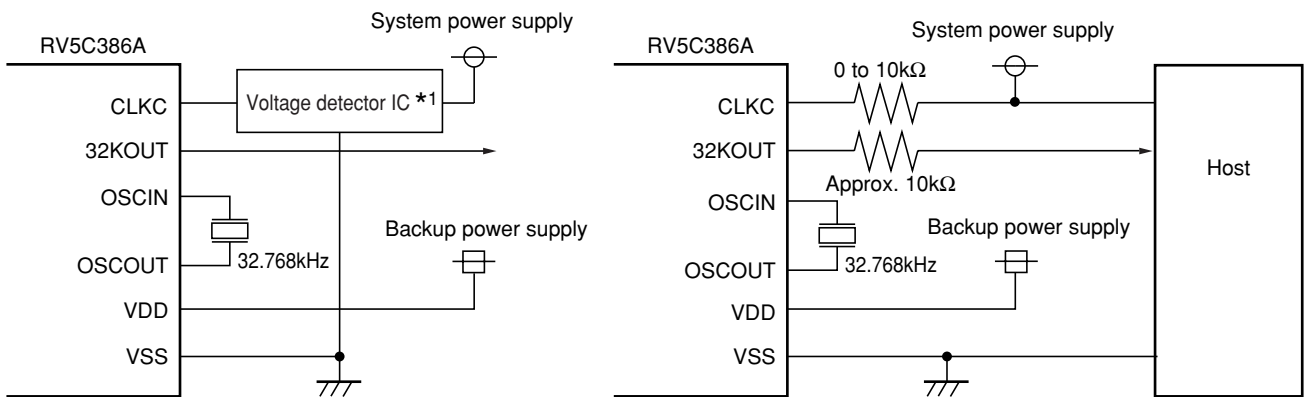 System power supply
RV5C386A
CLKC
Voltage detector IC *1
32KOUT
OSCIN
OSCOUT
32.768kHz
Backup power supply
VDD
VSS
System power supply
RV5C386A
0 to 10kΩ
CLKC
32KOUT
Approx. 10kΩ
Host
OSCIN
OSCOUT
32.768kHz
Backup power supply
VDD
VSS